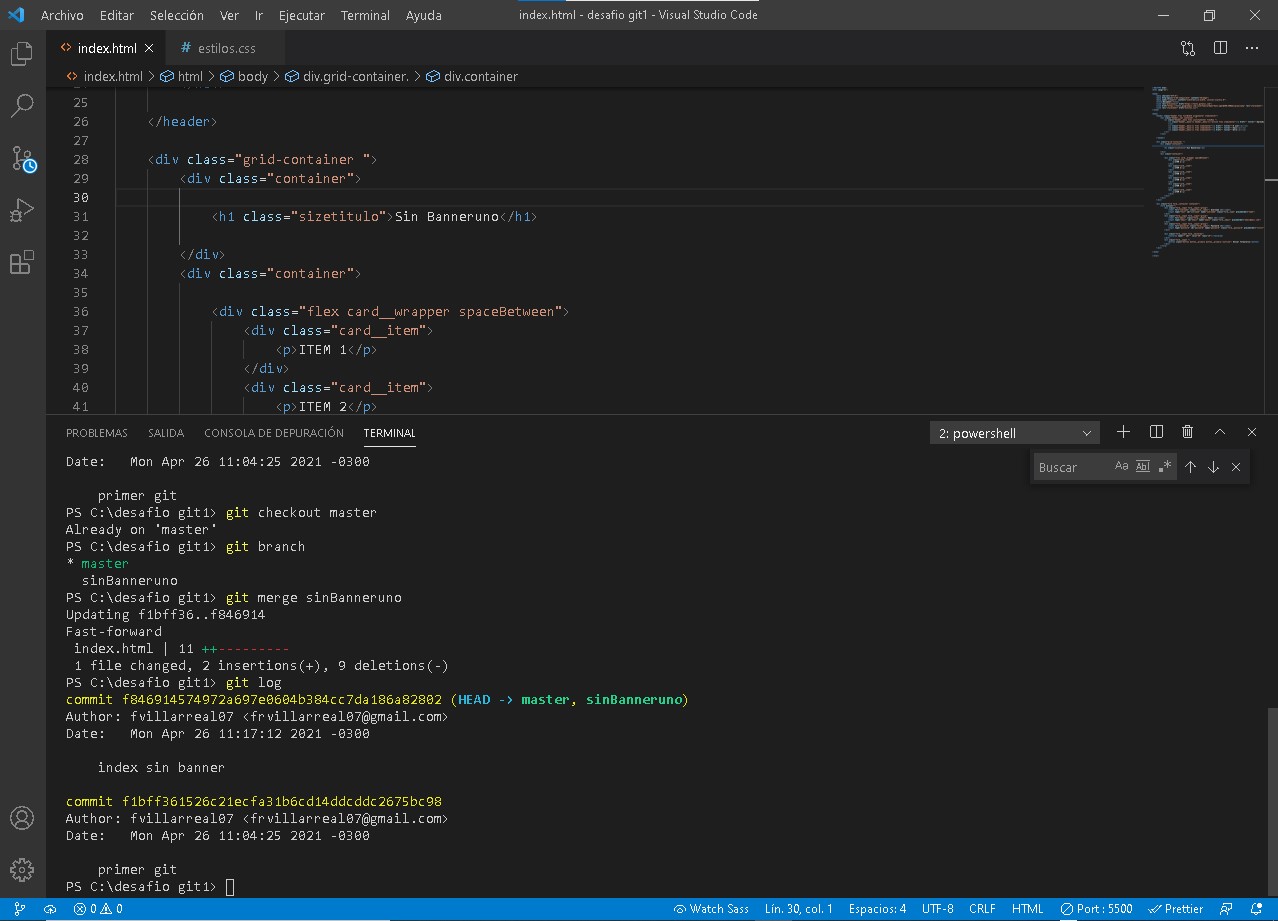 Archivo Editar Selección Ver Ir Ejecutar Terminal Ayuda index.html - desafio git1 - Visual Studio Code
index.html estilos.css
index.html > html > body > div.grid-container. > div.container
25
26 </header>
27
28 <div class="grid-container ">
29 <div class="container">
30
31 <h1 class="sizetitulo">Sin Banneruno</h1>
32
33 </div>
34 <div class="container">
35
36 <div class="flex card__wrapper spaceBetween">
37 <div class="card__item">
38 <p>ITEM 1</p>
39 </div>
40 <div class="card__item">
41 <p>ITEM 2</p>
PROBLEMAS SALIDA CONSOLA DE DEPURACIÓN TERMINAL 2: powershell
Buscar Aa Abl .*
Date: Mon Apr 26 11:04:25 2021 -0300
primer git
PS C:\desafio git1> git checkout master
Already on 'master'
PS C:\desafio git1> git branch
* master
sinBanneruno
PS C:\desafio git1> git merge sinBanneruno
Updating f1bff36..f846914
Fast-forward
index.html | 11 ++---------
1 file changed, 2 insertions(+), 9 deletions(-)
PS C:\desafio git1> git log
commit f846914574972a697e0604b384cc7da186a82802 (HEAD -> master, sinBanneruno)
Author: fvillarreal07 <frvillarreal07@gmail.com>
Date: Mon Apr 26 11:17:12 2021 -0300
index sin banner
commit f1bff361526c21ecfa31b6cd14ddcddc2675bc98
Author: fvillarreal07 <frvillarreal07@gmail.com>
Date: Mon Apr 26 11:04:25 2021 -0300
primer git
PS C:\desafio git1>
0 0 Watch Sass Lín. 30, col. 1 Espacios: 4 UTF-8 CRLF HTML Port : 5500 Prettier